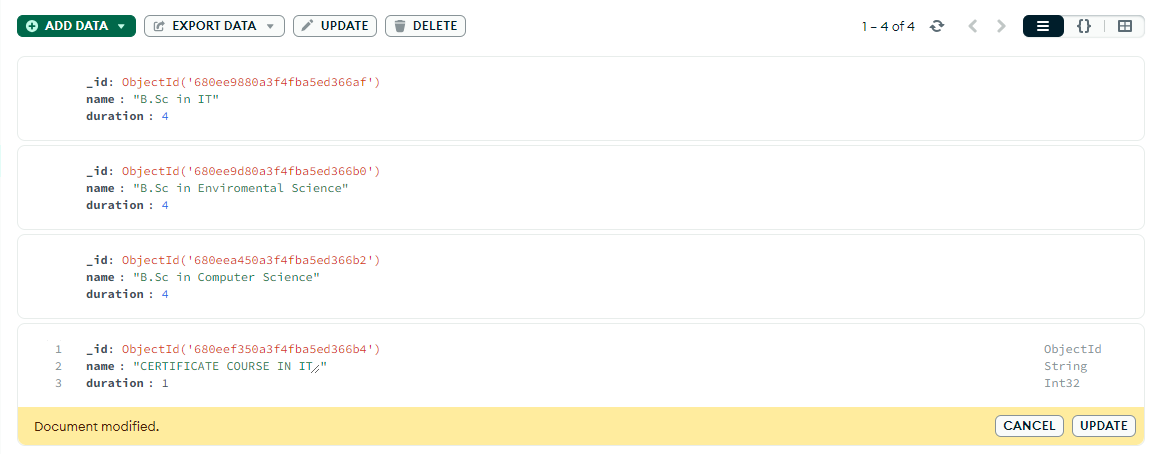 ADD DATA EXPORT DATA UPDATE DELETE 1 – 4 of 4 {}
_id: ObjectId('680ee9880a3f4fba5ed366af')
name : "B.Sc in IT"
duration : 4
_id: ObjectId('680ee9d80a3f4fba5ed366b0')
name : "B.Sc in Enviromental Science"
duration : 4
_id: ObjectId('680eea450a3f4fba5ed366b2')
name : "B.Sc in Computer Science"
duration : 4
1 _id: ObjectId('680eef350a3f4fba5ed366b4') ObjectId
2 name : "CERTIFICATE COURSE IN IT " String
3 duration : 1 Int32
Document modified. CANCEL UPDATE